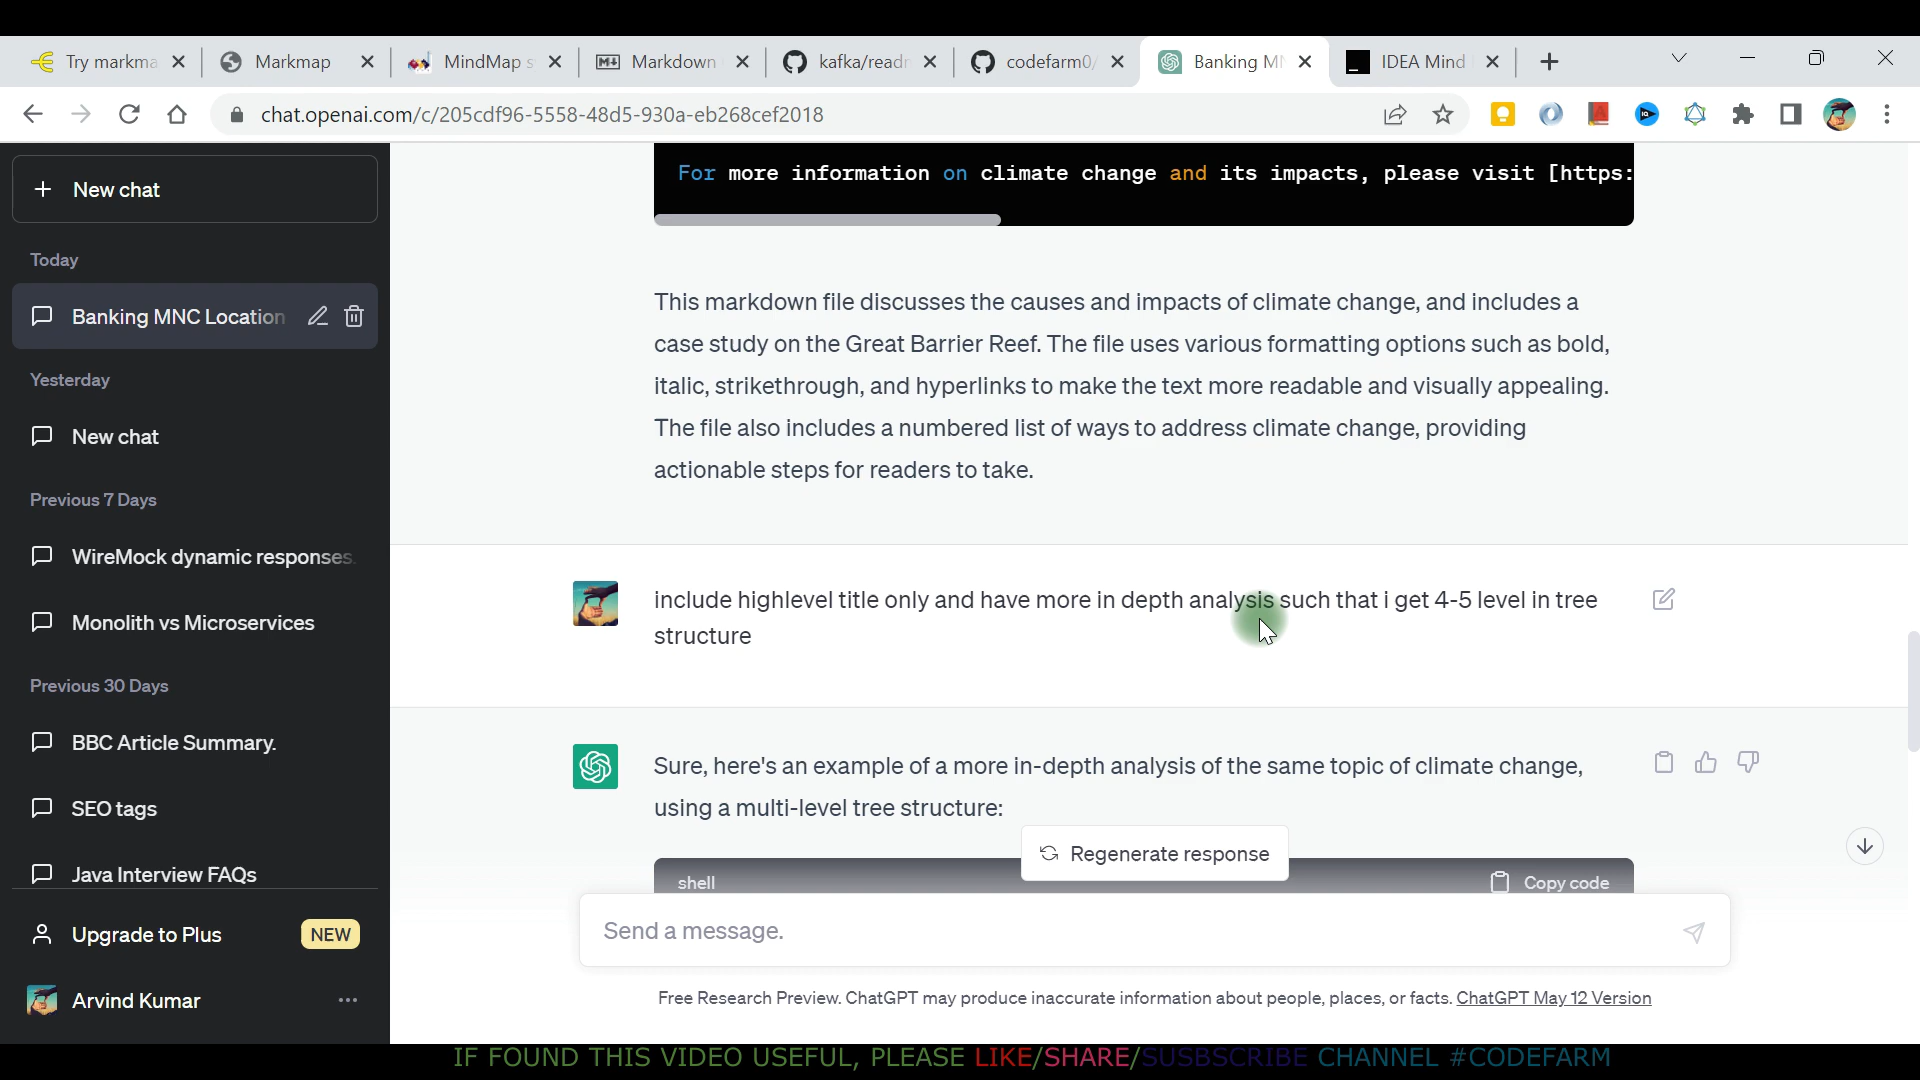 Try markma
Markmap
MindMap s
Markdown
kafka/readr
codefarm0/
Banking MN
IDEA Mind
chat.openai.com/c/205cdf96-5558-48d5-930a-eb268cef2018
New chat
Today
Banking MNC Location
Yesterday
New chat
Previous 7 Days
WireMock dynamic responses.
Monolith vs Microservices
Previous 30 Days
BBC Article Summary.
SEO tags
Java Interview FAQs
Upgrade to Plus
NEW
Arvind Kumar
For more information on climate change and its impacts, please visit [https:
This markdown file discusses the causes and impacts of climate change, and includes a
case study on the Great Barrier Reef. The file uses various formatting options such as bold,
italic, strikethrough, and hyperlinks to make the text more readable and visually appealing.
The file also includes a numbered list of ways to address climate change, providing
actionable steps for readers to take.
include highlevel title only and have more in depth analysis such that i get 4-5 level in tree
structure
Sure, here's an example of a more in-depth analysis of the same topic of climate change,
using a multi-level tree structure:
Regenerate response
shell
Copy code
Send a message.
Free Research Preview. ChatGPT may produce inaccurate information about people, places, or facts. ChatGPT May 12 Version
IF FOUND THIS VIDEO USEFUL, PLEASE LIKE/SHARE/SUSBSCRIBE CHANNEL #CODEFARM